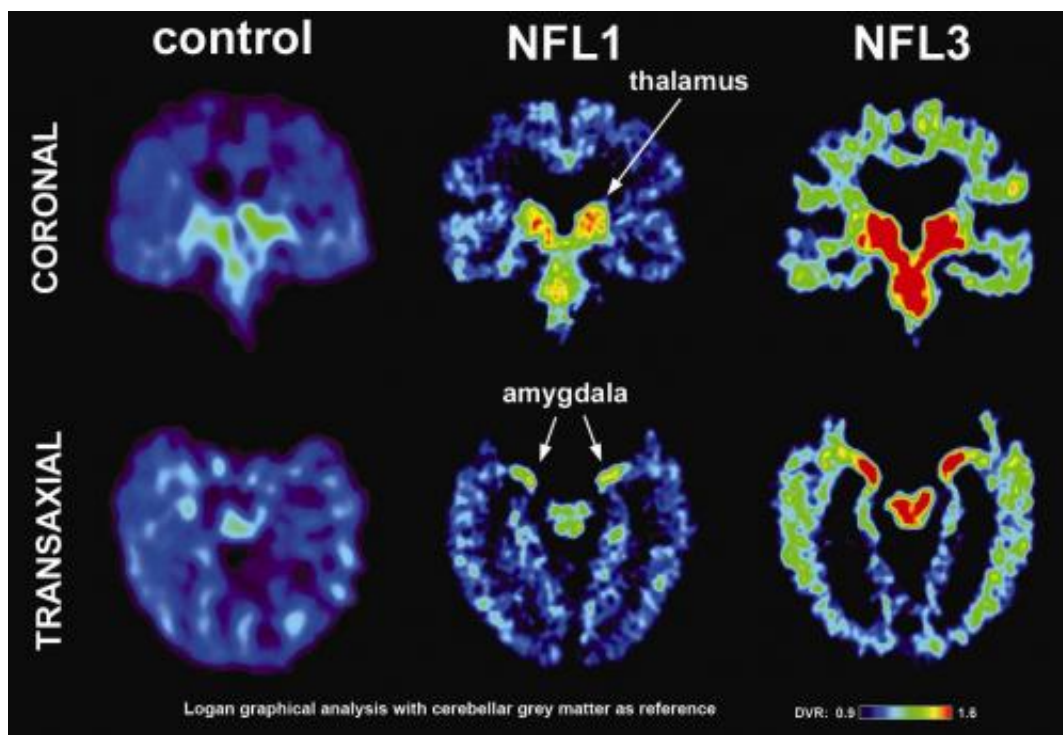 control NFL1 NFL3
thalamus
CORONAL
amygdala
TRANSAXIAL
Logan graphical analysis with cerebellar grey matter as reference
DVR: 0.9 1.6